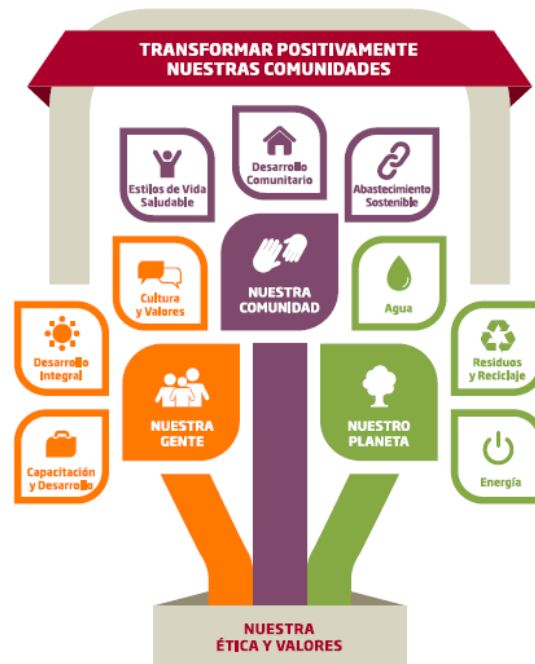 TRANSFORMAR POSITIVAMENTE
NUESTRAS COMUNIDADES
Estilos de Vida
Saludable
Desarrollo
Comunitario
Abastecimiento
Sostenible
Cultura
y Valores
NUESTRA
COMUNIDAD
Agua
Desarrollo
Integral
NUESTRA
GENTE
NUESTRO
PLANETA
Residuos
y Reciclaje
Capacitación
y Desarrollo
Energía
NUESTRA
ÉTICA Y VALORES